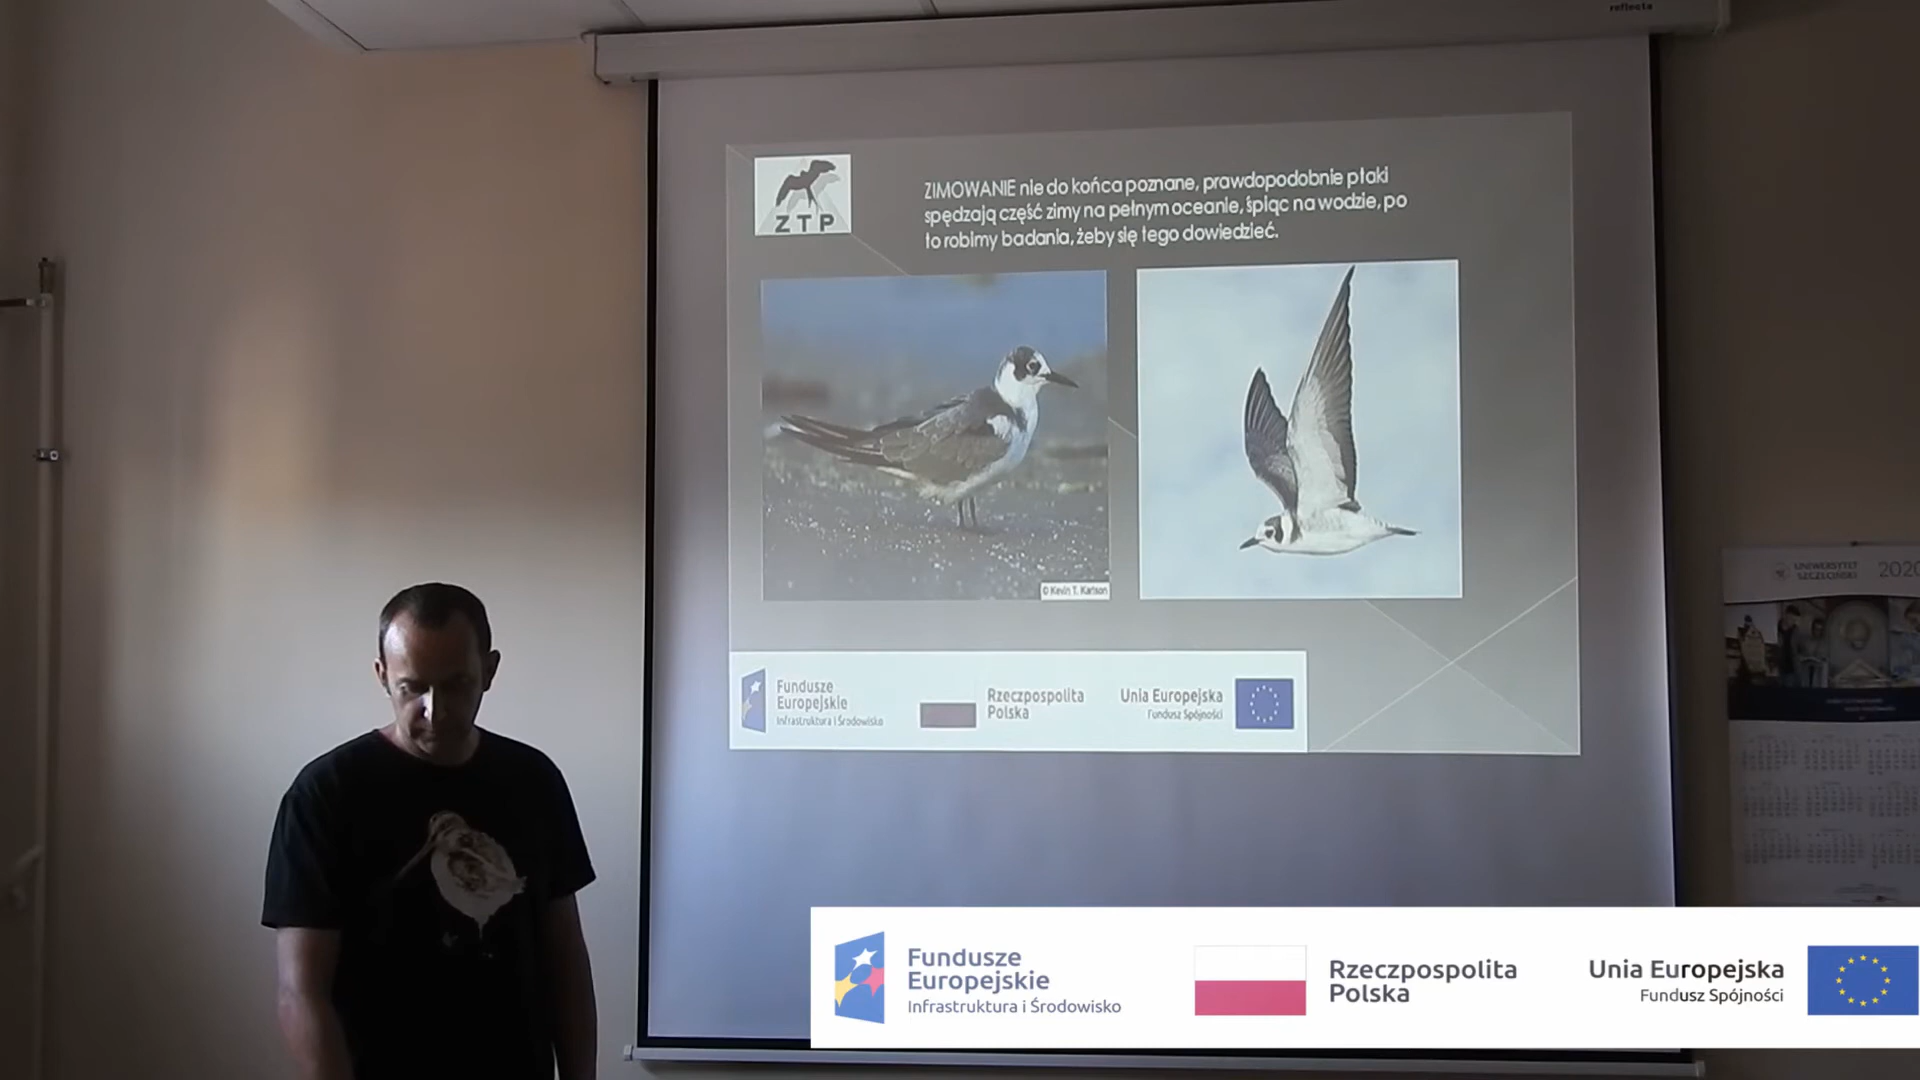 reflecta
ZTP
ZIMOWANIE nie do końca poznane, prawdopodobnie ptaki
spędzają część zimy na pełnym oceanie, śpiąc na wodzie, po
to robimy badania, żeby się tego dowiedzieć.
© Kevin T. Karlson
Fundusze
Europejskie
Infrastruktura i Środowisko
Rzeczpospolita
Polska
Unia Europejska
Fundusz Spójności
UNIWERSYTET
SZCZECIŃSKI
2020
Fundusze
Europejskie
Infrastruktura i Środowisko
Rzeczpospolita
Polska
Unia Europejska
Fundusz Spójności